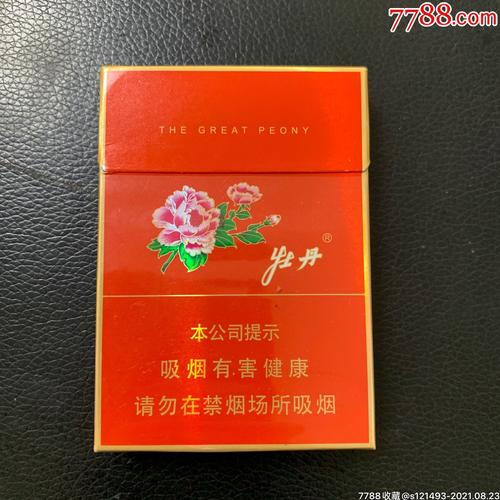 7788.com
THE GREAT PEONY
牡丹®
本公司提示
吸烟有害健康
请勿在禁烟场所吸烟
7788收藏@s121493-2021.08.23